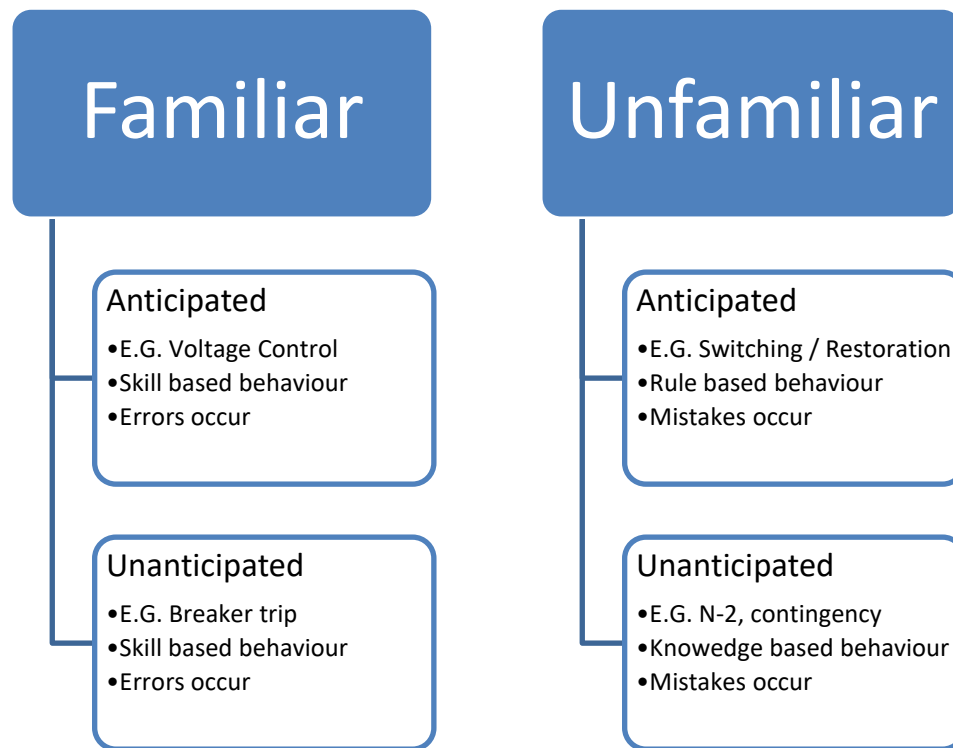 Familiar
Anticipated
•E.G. Voltage Control
•Skill based behaviour
•Errors occur
Unanticipated
•E.G. Breaker trip
•Skill based behaviour
•Errors occur
Unfamiliar
Anticipated
•E.G. Switching / Restoration
•Rule based behaviour
•Mistakes occur
Unanticipated
•E.G. N-2, contingency
•Knowedge based behaviour
•Mistakes occur